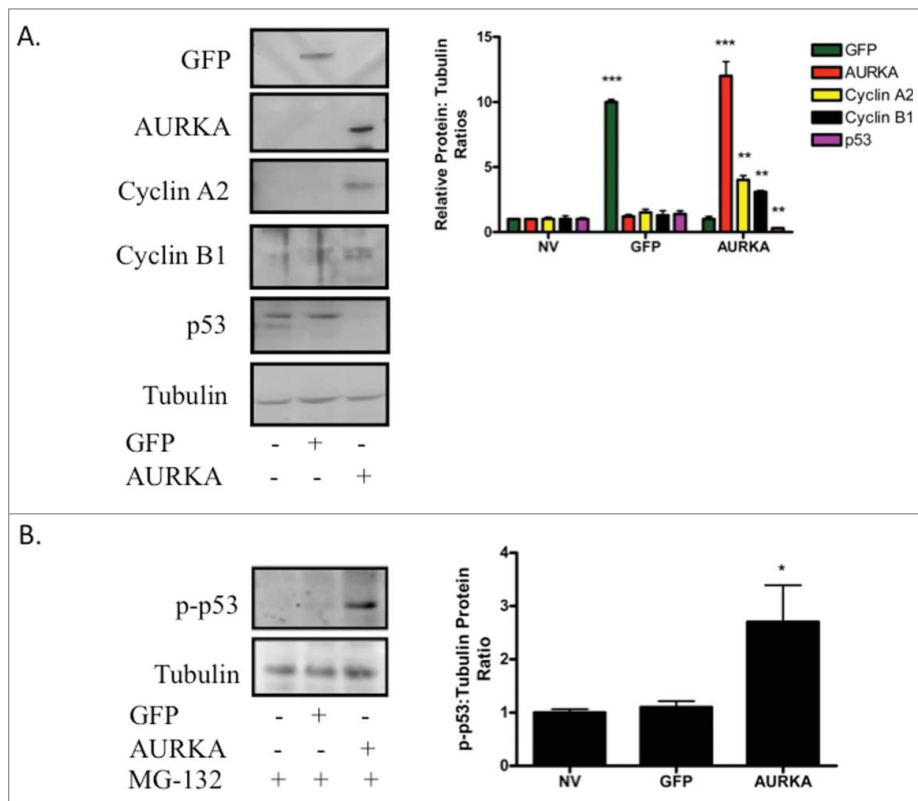 A.
GFP
AURKA
Cyclin A2
Cyclin B1
p53
Tubulin
GFP - + -
AURKA - - +
Relative Protein: Tubulin
Ratios
15
10
5
0
***
***
**
**
**
NV GFP AURKA
GFP
AURKA
Cyclin A2
Cyclin B1
p53
B.
p-p53
Tubulin
GFP - + -
AURKA - - +
MG-132 + + +
p-p53:Tubulin Protein
Ratio
4
3
2
1
0
*
NV GFP AURKA